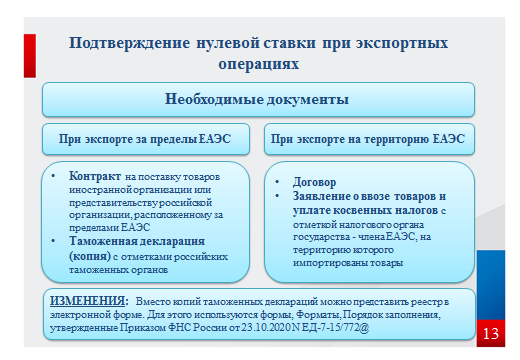 Подтверждение нулевой ставки при экспортных
операциях
Необходимые документы
При экспорте за пределы ЕАЭС
При экспорте на территорию ЕАЭС
• Контракт на поставку товаров
иностранной организации или
представительству российской
организации, расположенному за
пределами ЕАЭС
• Таможенная декларация
(копия) с отметками российских
таможенных органов
• Договор
• Заявление о ввозе товаров и
уплате косвенных налогов с
отметкой налогового органа
государства - члена ЕАЭС, на
территорию которого
импортированы товары
ИЗМЕНЕНИЯ: Вместо копий таможенных деклараций можно представить реестр в
электронной форме. Для этого используются формы, Форматы, Порядок заполнения,
утвержденные Приказом ФНС России от 23.10.2020 N ЕД-7-15/772@
13